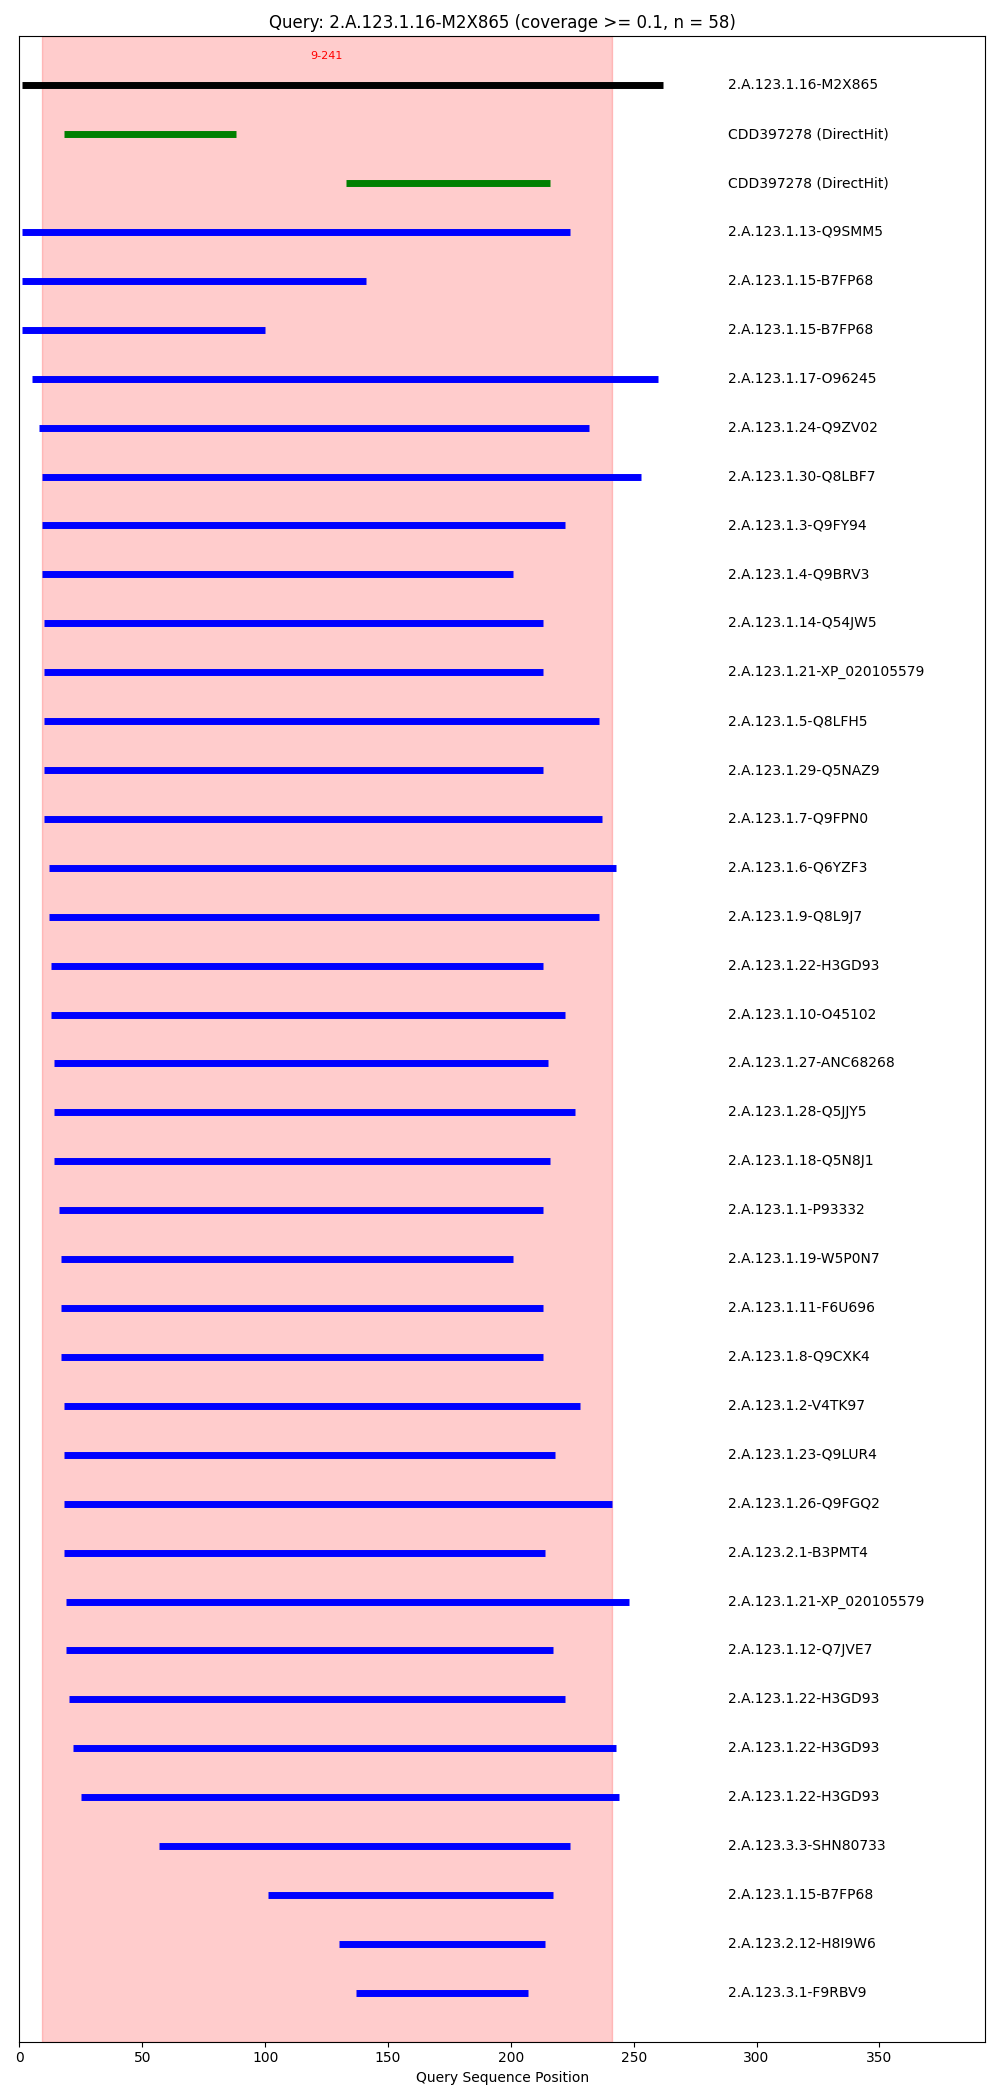 Query: 2.A.123.1.16-M2X865 (coverage >= 0.1, n = 58)
9-241
2.A.123.1.16-M2X865
CDD397278 (DirectHit)
CDD397278 (DirectHit)
2.A.123.1.13-Q9SMM5
2.A.123.1.15-B7FP68
2.A.123.1.15-B7FP68
2.A.123.1.17-O96245
2.A.123.1.24-Q9ZV02
2.A.123.1.30-Q8LBF7
2.A.123.1.3-Q9FY94
2.A.123.1.4-Q9BRV3
2.A.123.1.14-Q54JW5
2.A.123.1.21-XP_020105579
2.A.123.1.5-Q8LFH5
2.A.123.1.29-Q5NAZ9
2.A.123.1.7-Q9FPN0
2.A.123.1.6-Q6YZF3
2.A.123.1.9-Q8L9J7
2.A.123.1.22-H3GD93
2.A.123.1.10-O45102
2.A.123.1.27-ANC68268
2.A.123.1.28-Q5JJY5
2.A.123.1.18-Q5N8J1
2.A.123.1.1-P93332
2.A.123.1.19-W5P0N7
2.A.123.1.11-F6U696
2.A.123.1.8-Q9CXK4
2.A.123.1.2-V4TK97
2.A.123.1.23-Q9LUR4
2.A.123.1.26-Q9FGQ2
2.A.123.2.1-B3PMT4
2.A.123.1.21-XP_020105579
2.A.123.1.12-Q7JVE7
2.A.123.1.22-H3GD93
2.A.123.1.22-H3GD93
2.A.123.1.22-H3GD93
2.A.123.3.3-SHN80733
2.A.123.1.15-B7FP68
2.A.123.2.12-H8I9W6
2.A.123.3.1-F9RBV9
0 50 100 150 200 250 300 350
Query Sequence Position